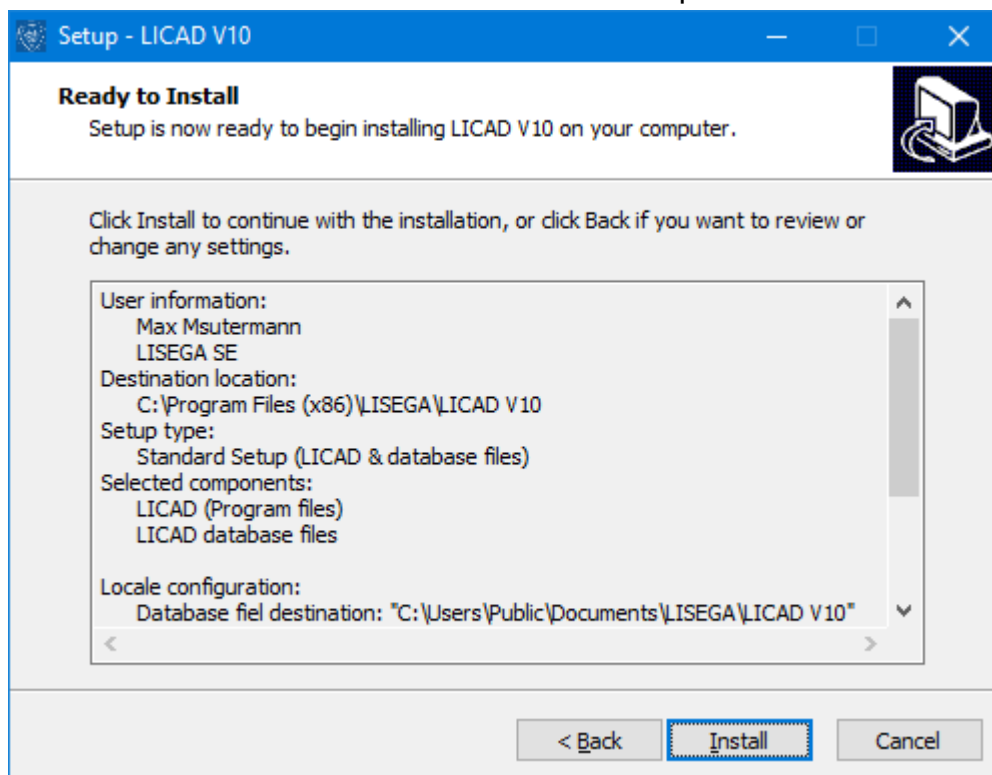 Setup - LICAD V10
Ready to Install
Setup is now ready to begin installing LICAD V10 on your computer.
Click Install to continue with the installation, or click Back if you want to review or
change any settings.
User information:
Max Msutermann
LISEGA SE
Destination location:
C:\Program Files (x86)\LISEGA\LICAD V10
Setup type:
Standard Setup (LICAD & database files)
Selected components:
LICAD (Program files)
LICAD database files
Locale configuration:
Database fiel destination: "C:\Users\Public\Documents\LISEGA\LICAD V10"
< Back
Install
Cancel